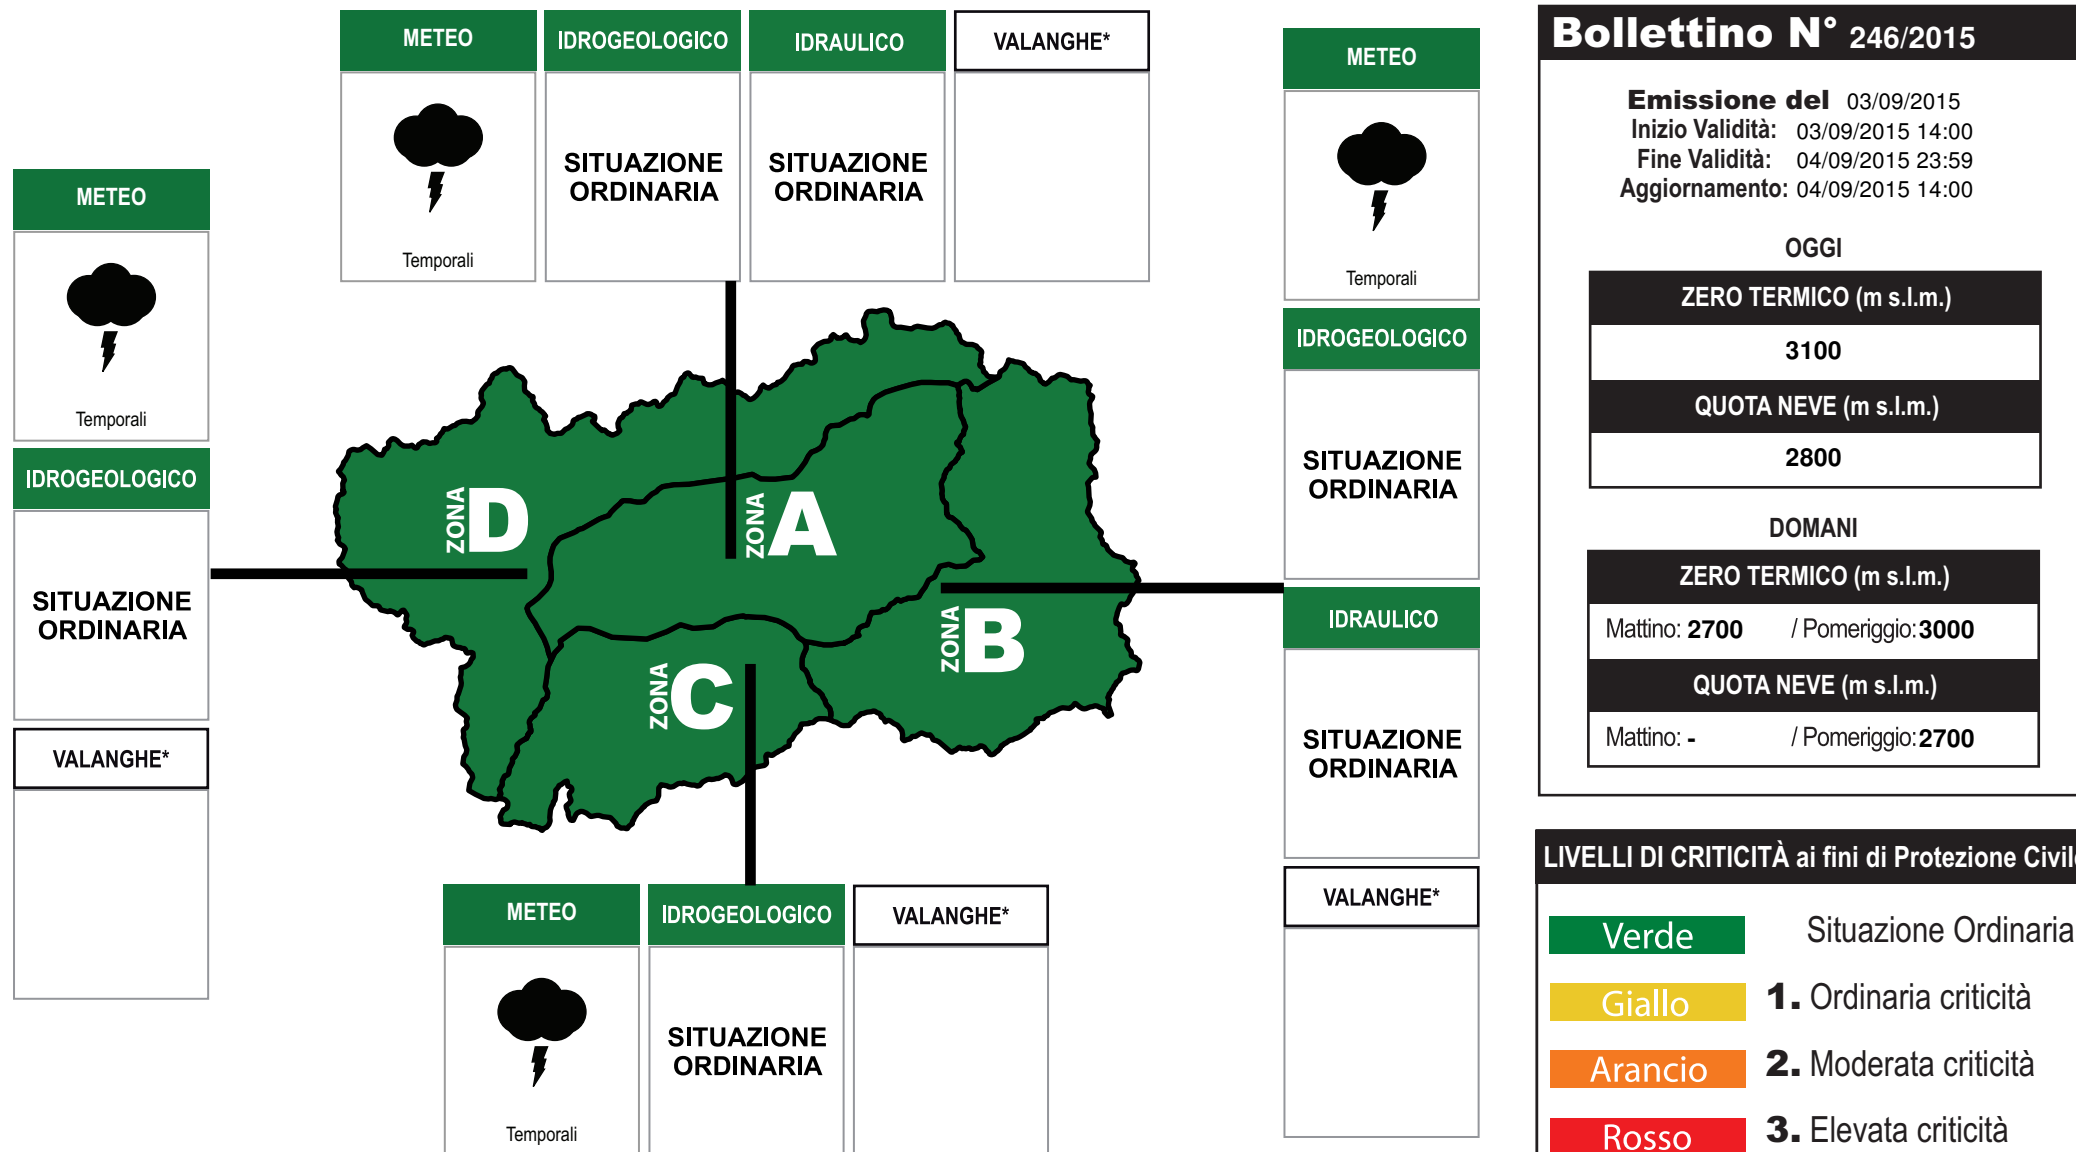 METEO
IDROGEOLOGICO
IDRAULICO
VALANGHE*
Temporali
SITUAZIONE
ORDINARIA
SITUAZIONE
ORDINARIA
METEO
Temporali
IDROGEOLOGICO
SITUAZIONE
ORDINARIA
VALANGHE*
METEO
Temporali
IDROGEOLOGICO
SITUAZIONE
ORDINARIA
IDRAULICO
SITUAZIONE
ORDINARIA
VALANGHE*
ZONA D
ZONA A
ZONA B
ZONA C
METEO
IDROGEOLOGICO
VALANGHE*
Temporali
SITUAZIONE
ORDINARIA
Bollettino N° 246/2015
Emissione del 03/09/2015
Inizio Validità: 03/09/2015 14:00
Fine Validità: 04/09/2015 23:59
Aggiornamento: 04/09/2015 14:00
OGGI
ZERO TERMICO (m s.l.m.)
3100
QUOTA NEVE (m s.l.m.)
2800
DOMANI
ZERO TERMICO (m s.l.m.)
Mattino: 2700 / Pomeriggio: 3000
QUOTA NEVE (m s.l.m.)
Mattino: - / Pomeriggio: 2700
LIVELLI DI CRITICITÀ ai fini di Protezione Civile
Verde Situazione Ordinaria
Giallo 1. Ordinaria criticità
Arancio 2. Moderata criticità
Rosso 3. Elevata criticità